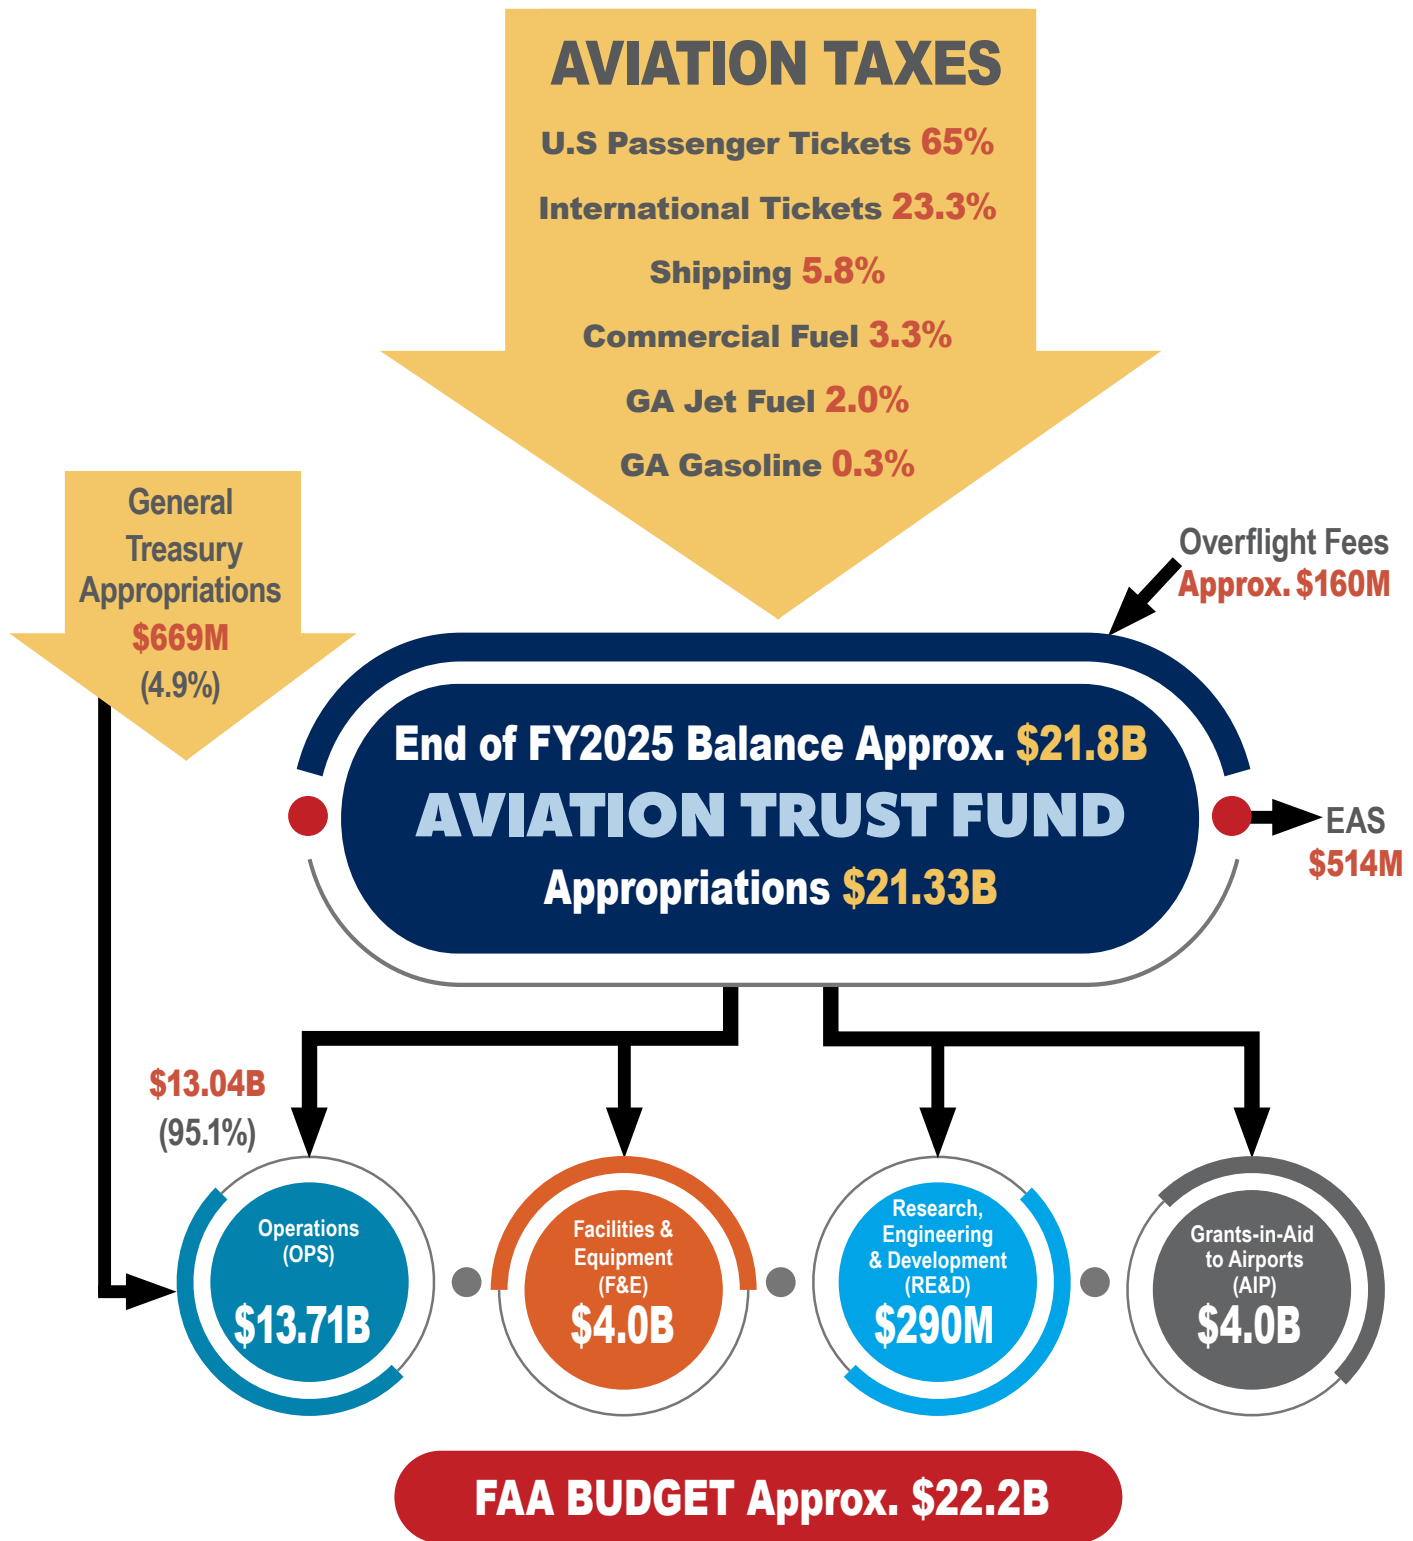 AVIATION TAXES
U.S Passenger Tickets 65%
International Tickets 23.3%
Shipping 5.8%
Commercial Fuel 3.3%
GA Jet Fuel 2.0%
GA Gasoline 0.3%
General
Treasury
Appropriations
$669M
(4.9%)
Overflight Fees
Approx. $160M
End of FY2025 Balance Approx. $21.8B
AVIATION TRUST FUND
Appropriations $21.33B
EAS
$514M
$13.04B
(95.1%)
Operations
(OPS)
$13.71B
Facilities &
Equipment
(F&E)
$4.0B
Research,
Engineering
& Development
(RE&D)
$290M
Grants-in-Aid
to Airports
(AIP)
$4.0B
FAA BUDGET Approx. $22.2B